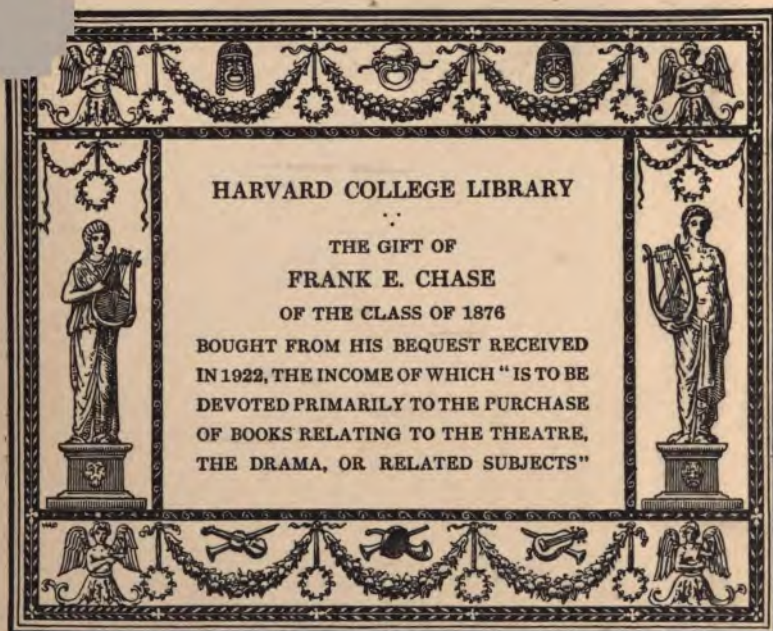 HARVARD COLLEGE LIBRARY
THE GIFT OF
FRANK E. CHASE
OF THE CLASS OF 1876
BOUGHT FROM HIS BEQUEST RECEIVED
IN 1922, THE INCOME OF WHICH "IS TO BE
DEVOTED PRIMARILY TO THE PURCHASE
OF BOOKS RELATING TO THE THEATRE,
THE DRAMA, OR RELATED SUBJECTS"